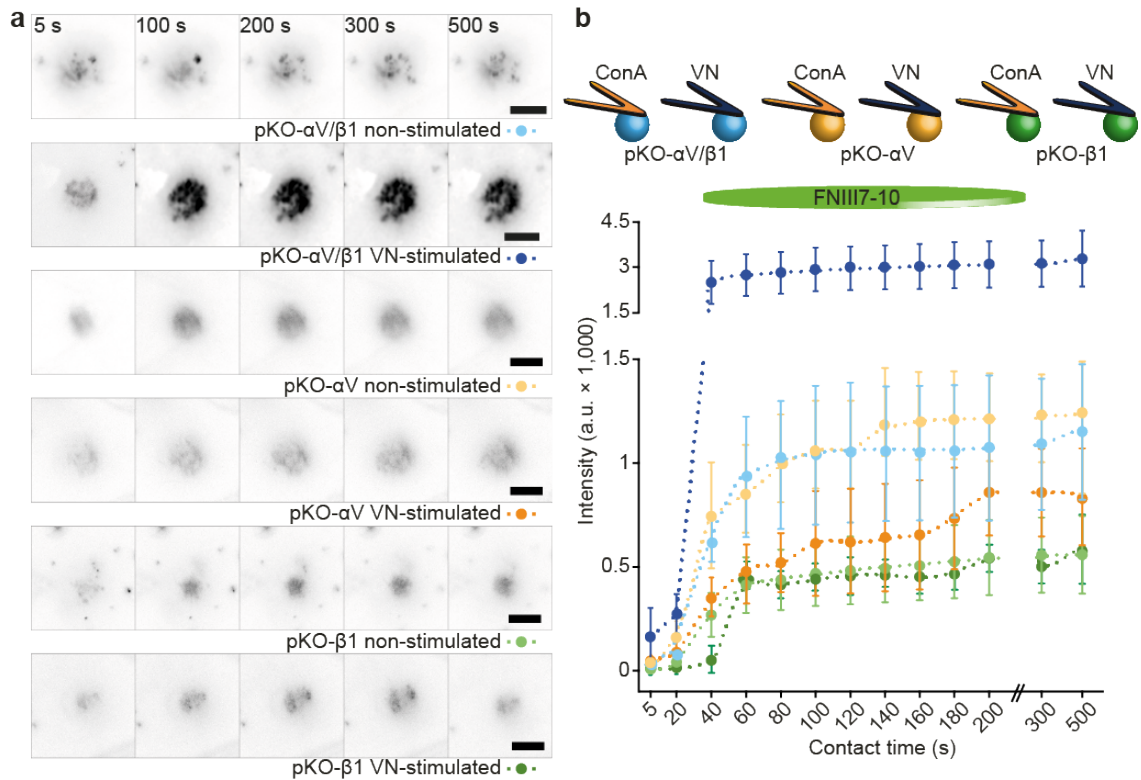 a
5 s 100 s 200 s 300 s 500 s
pKO-αV/β1 non-stimulated
pKO-αV/β1 VN-stimulated
pKO-αV non-stimulated
pKO-αV VN-stimulated
pKO-β1 non-stimulated
pKO-β1 VN-stimulated
b
ConA VN ConA VN ConA VN
pKO-αV/β1 pKO-αV pKO-β1
FNIII7-10
4.5
3
1.5
1.5
1
0.5
0
Intensity (a.u. × 1,000)
5 20 40 60 80 100 120 140 160 180 200 300 500
Contact time (s)